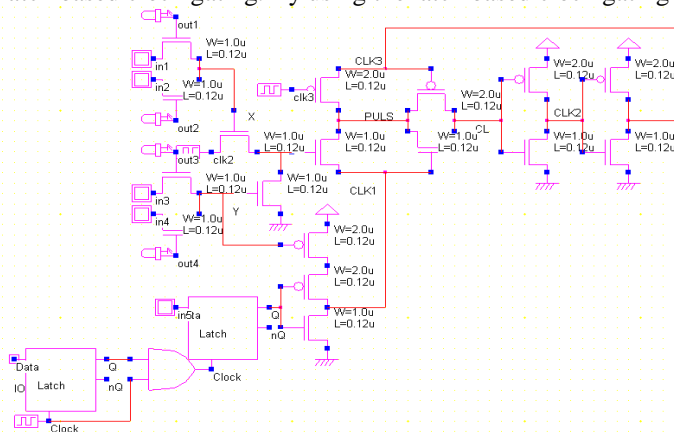 out1
W=1.0u
L=0.12u
in1
in2
W=1.0u
L=0.12u
out2
CLK3
W=2.0u
L=0.12u
clk3
X
PULS
W=2.0u
L=0.12u
CL
W=2.0u
L=0.12u
W=2.0u
L=0.12u
CLK2
W=1.0u
L=0.12u
out3
clk2
W=1.0u
L=0.12u
W=1.0u
L=0.12u
W=1.0u
L=0.12u
W=1.0u
L=0.12u
W=1.0u
L=0.12u
W=1.0u
L=0.12u
in3
in4
Y
CLK1
W=1.0u
L=0.12u
out4
W=2.0u
L=0.12u
W=2.0u
L=0.12u
W=1.0u
L=0.12u
in5ta
Latch
Q
nQ
Clock
Data
IO
Latch
Q
nQ
Clock